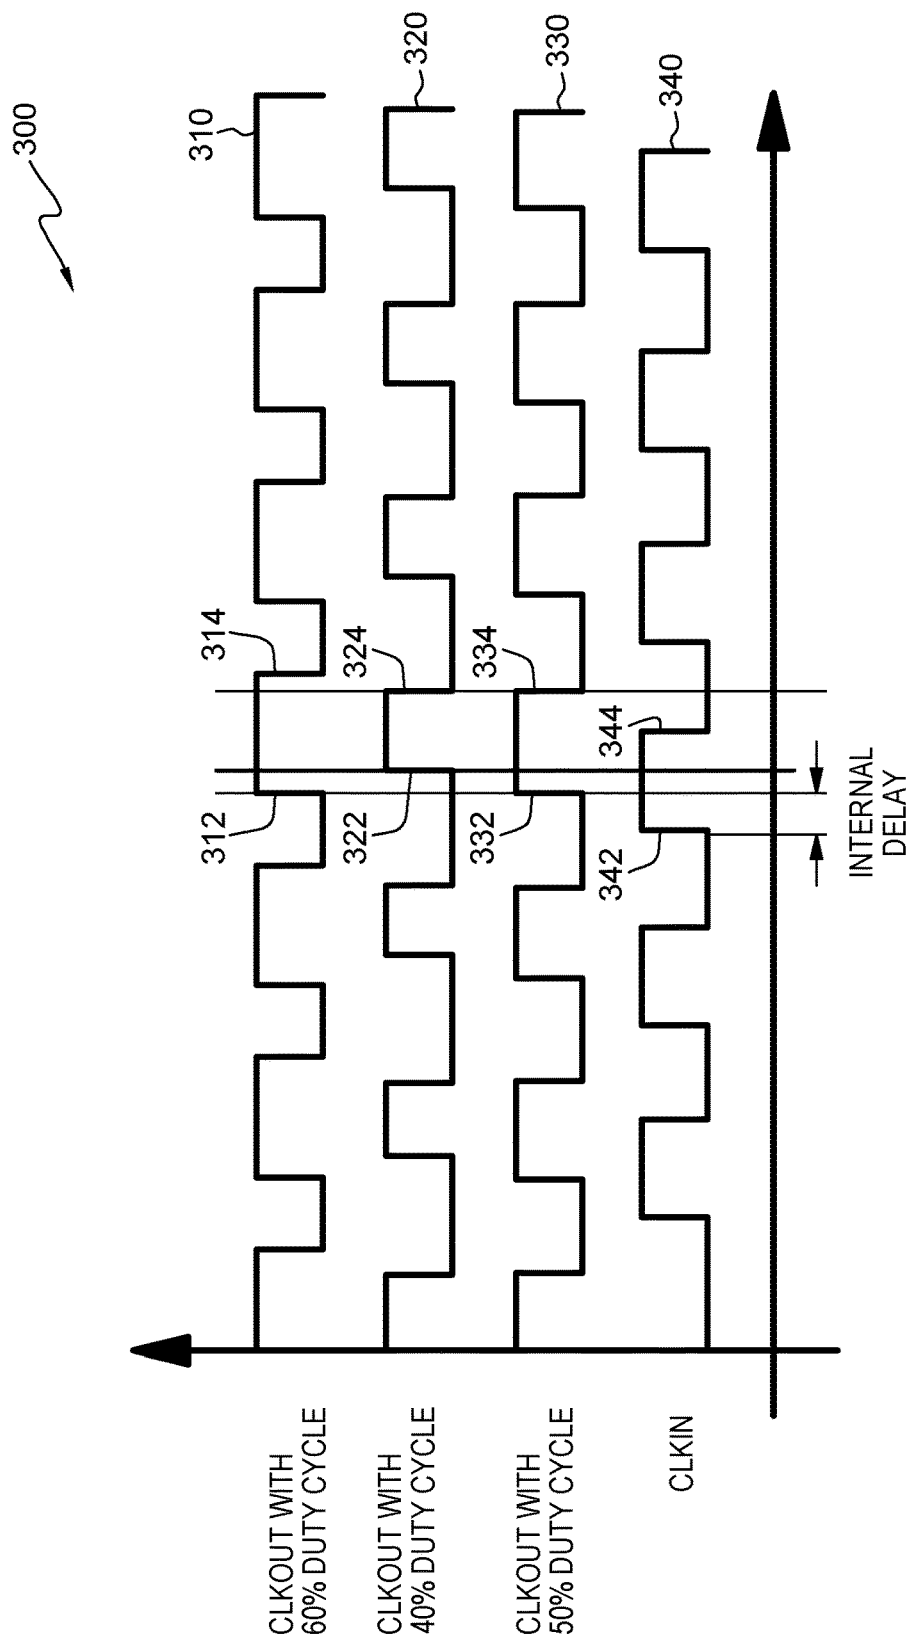 300
310
CLKOUT WITH
60% DUTY CYCLE
312
314
320
CLKOUT WITH
40% DUTY CYCLE
322
324
330
CLKOUT WITH
50% DUTY CYCLE
332
334
340
CLKIN
342
344
INTERNAL
DELAY